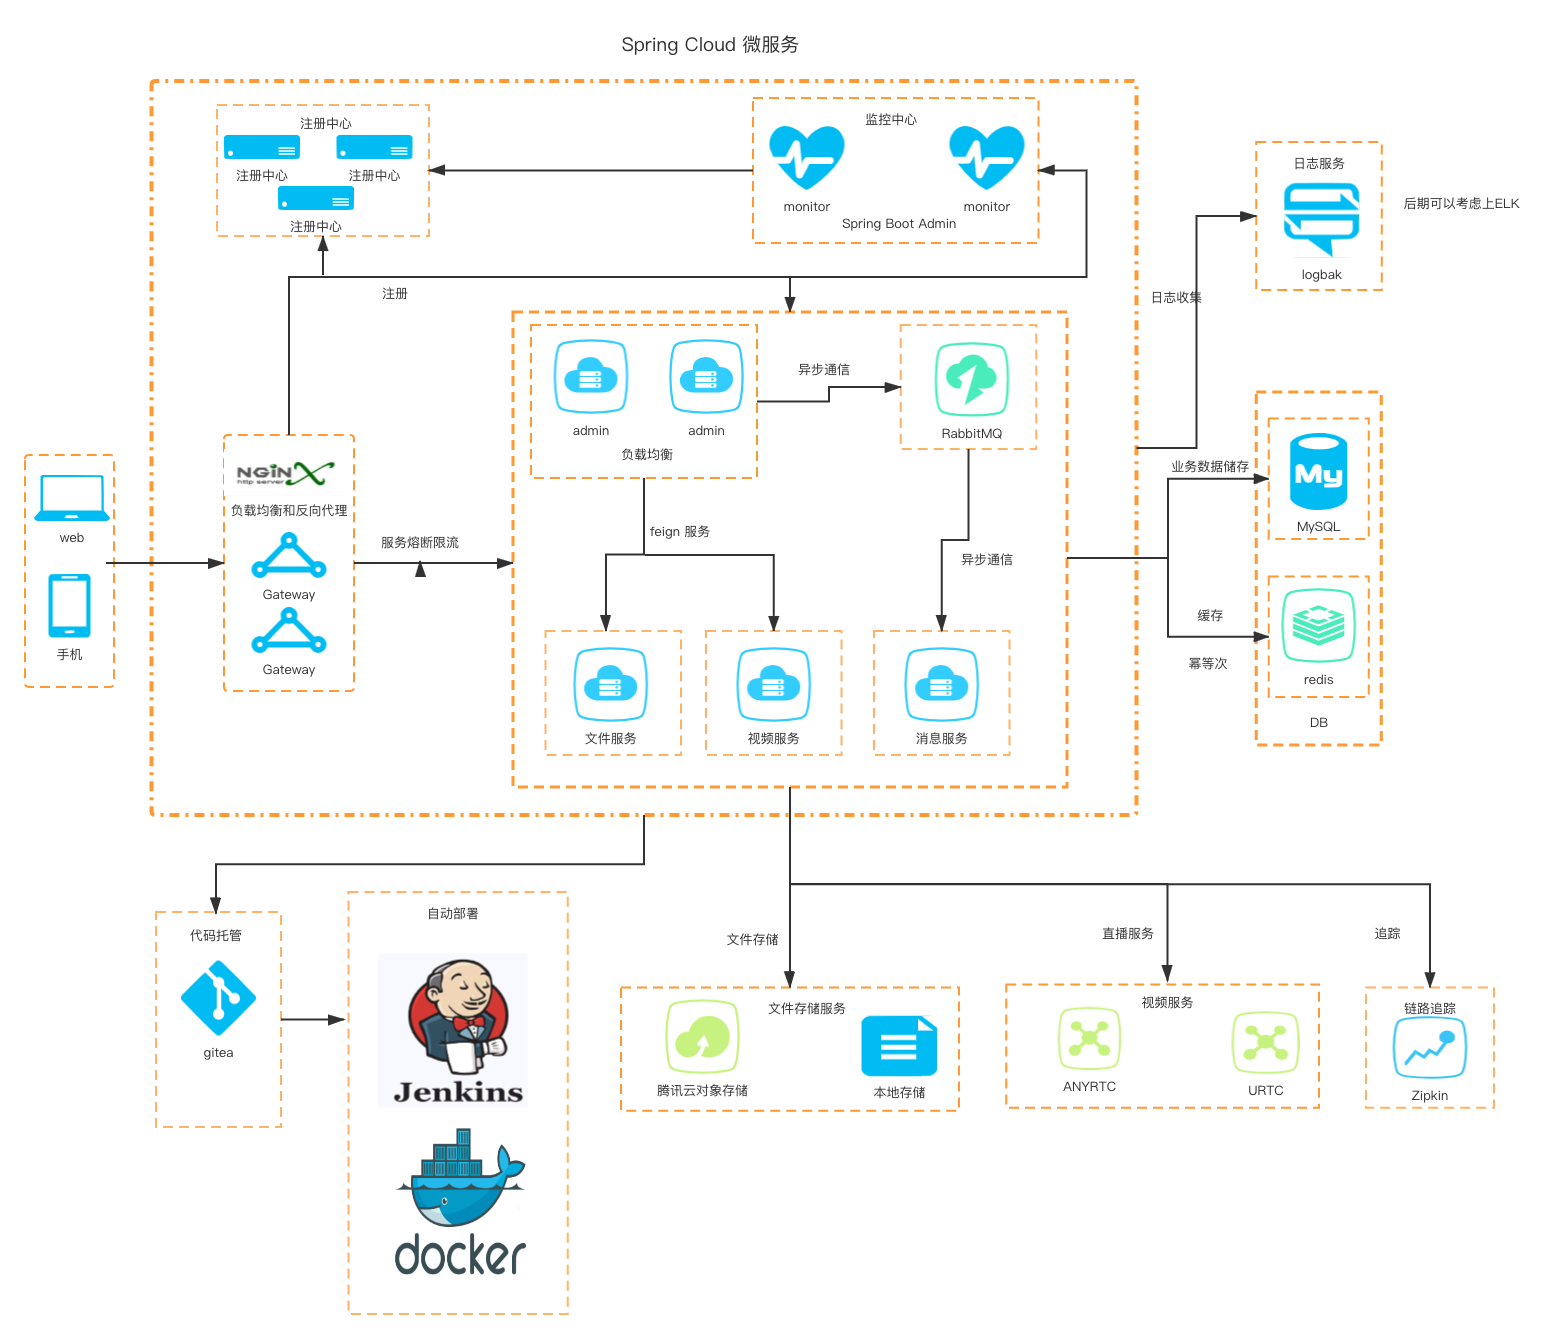 Spring Cloud 微服务
注册中心
注册中心
注册中心
注册中心
监控中心
monitor
monitor
Spring Boot Admin
日志服务
logbak
后期可以考虑上ELK
注册
日志收集
admin
admin
负载均衡
异步通信
RabbitMQ
web
手机
NGiNX
http server
负载均衡和反向代理
Gateway
Gateway
服务熔断限流
feign 服务
异步通信
文件服务
视频服务
消息服务
业务数据储存
My
MySQL
缓存
幂等次
redis
DB
代码托管
gitea
自动部署
Jenkins
docker
文件存储
直播服务
追踪
文件存储服务
腾讯云对象存储
本地存储
视频服务
ANYRTC
URTC
链路追踪
Zipkin